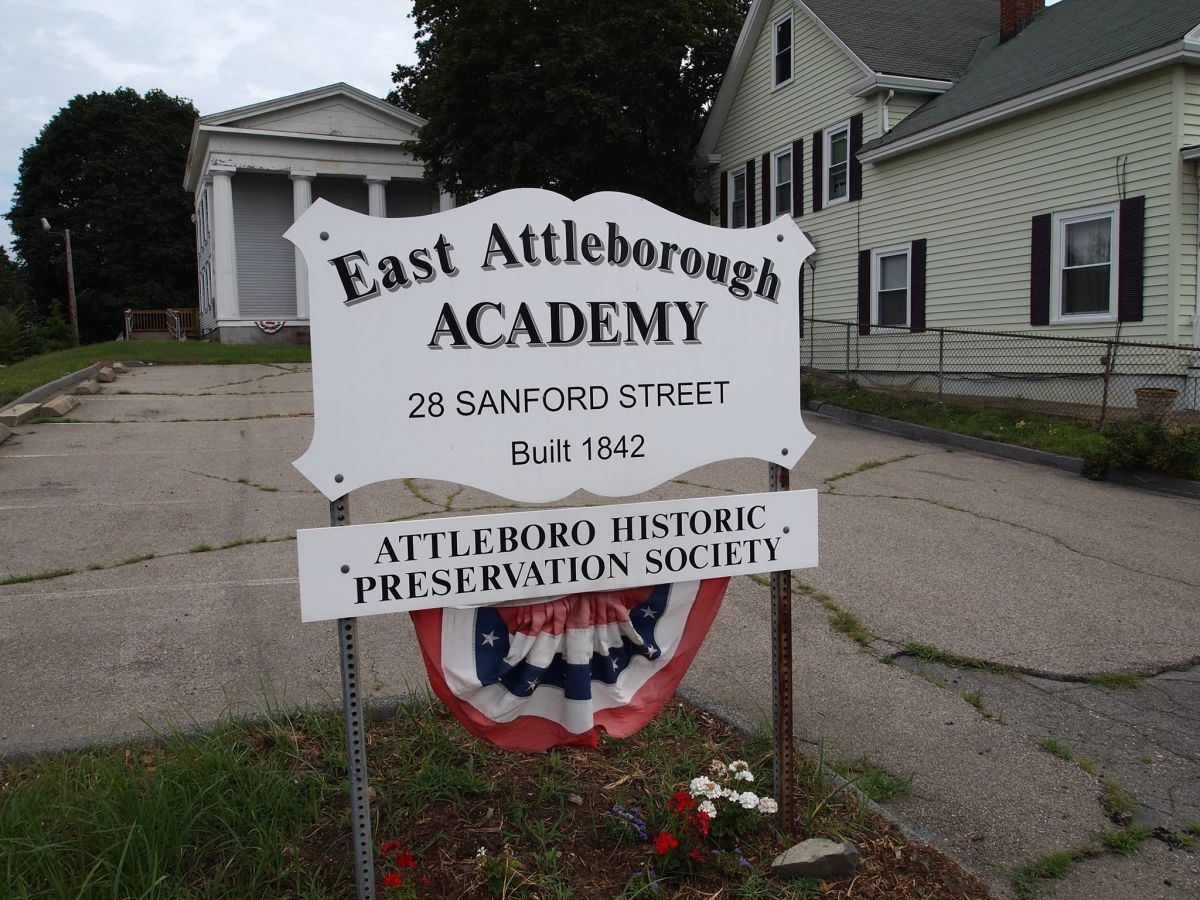 East Attleborough
ACADEMY
28 SANFORD STREET
Built 1842
ATTLEBORO HISTORIC
PRESERVATION SOCIETY